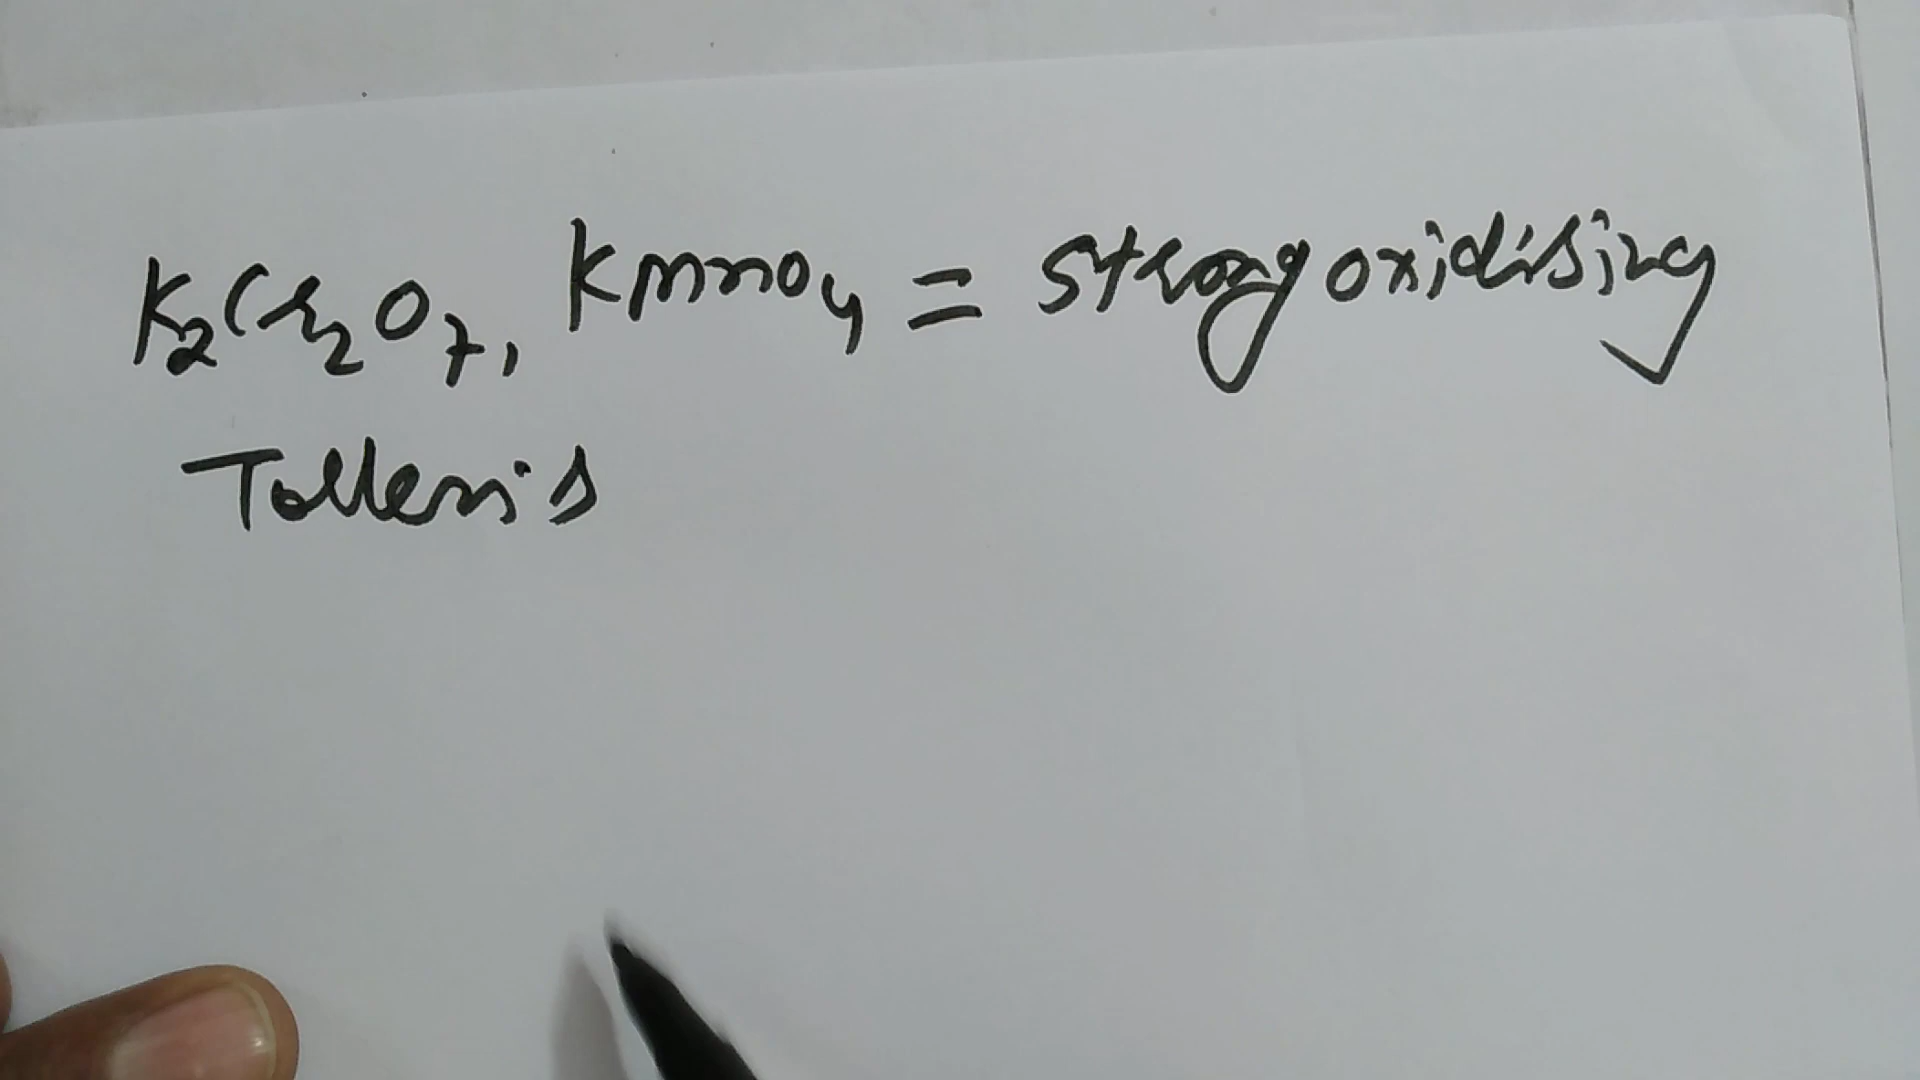 K₂Cr₂O₇, KMnO₄ = strong oxidising
Tollen's